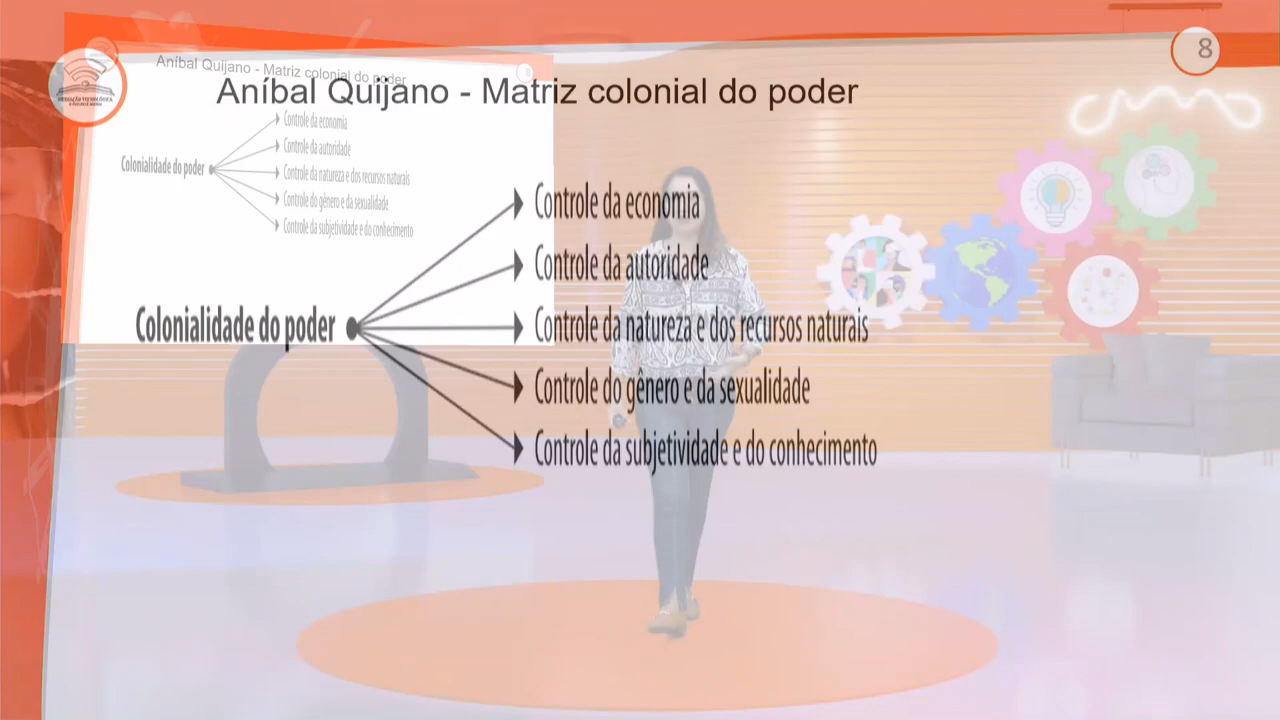 8
Aníbal Quijano - Matriz colonial do poder
Controle da economia
Controle da autoridade
Colonialidade do poder
Controle da natureza e dos recursos naturais
Controle do gênero e da sexualidade
Controle da subjetividade e do conhecimento
Aníbal Quijano - Matriz colonial do poder
Controle da economia
Controle da autoridade
Colonialidade do poder
Controle da natureza e dos recursos naturais
Controle do gênero e da sexualidade
Controle da subjetividade e do conhecimento
MEDIAÇÃO TECNOLÓGICA